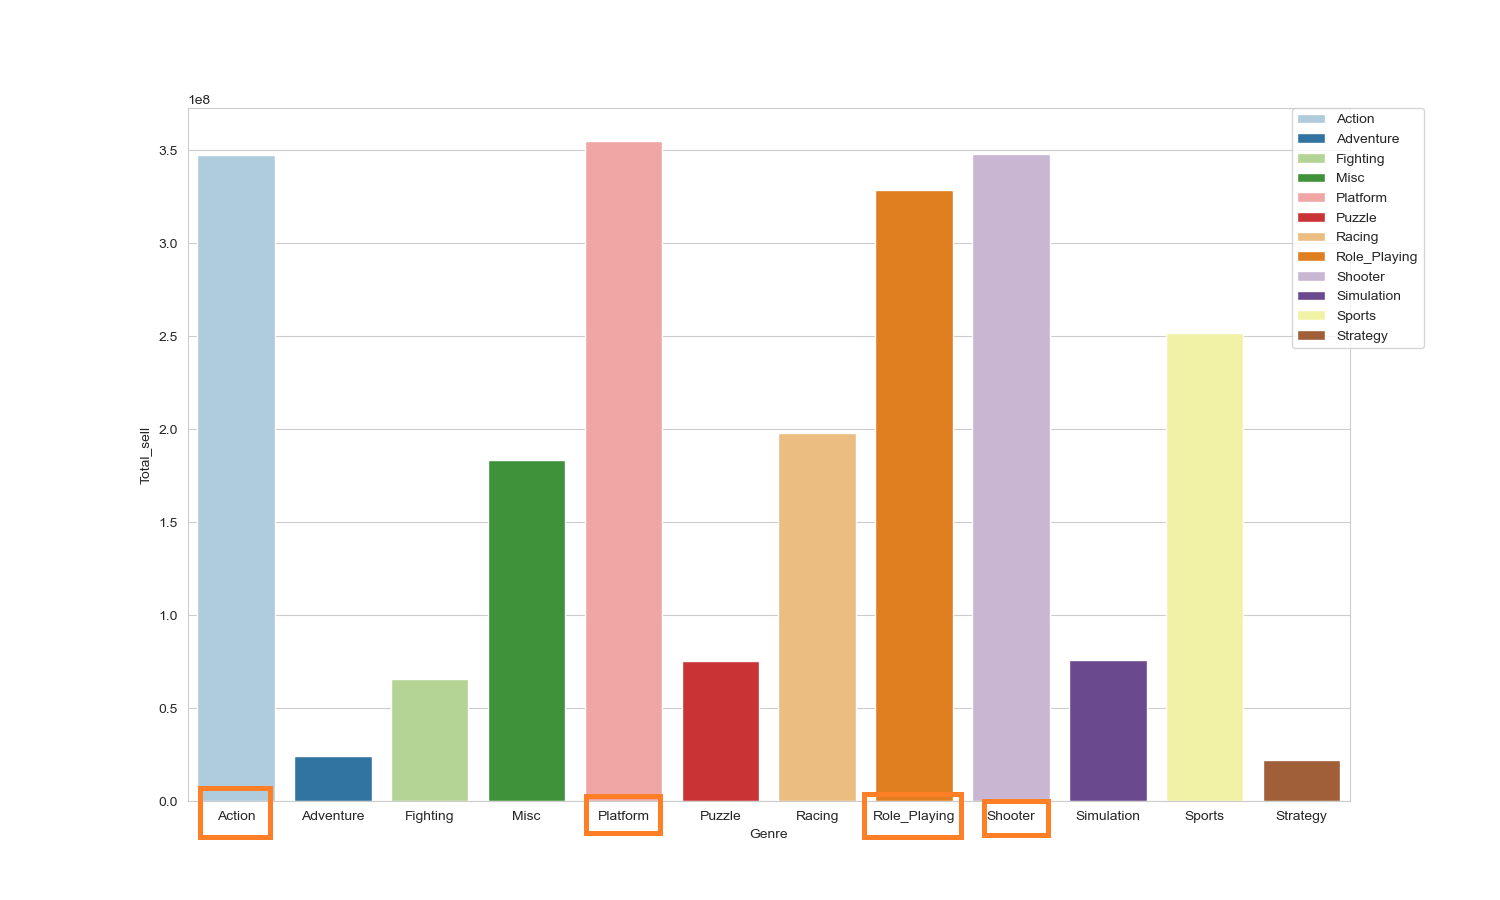 1e8
3.5
3.0
2.5
2.0
1.5
1.0
0.5
0.0
Total_sell
Action
Adventure
Fighting
Misc
Platform
Puzzle
Racing
Role_Playing
Shooter
Simulation
Sports
Strategy
Action Adventure Fighting Misc Platform Puzzle Racing Role_Playing Shooter Simulation Sports Strategy
Genre